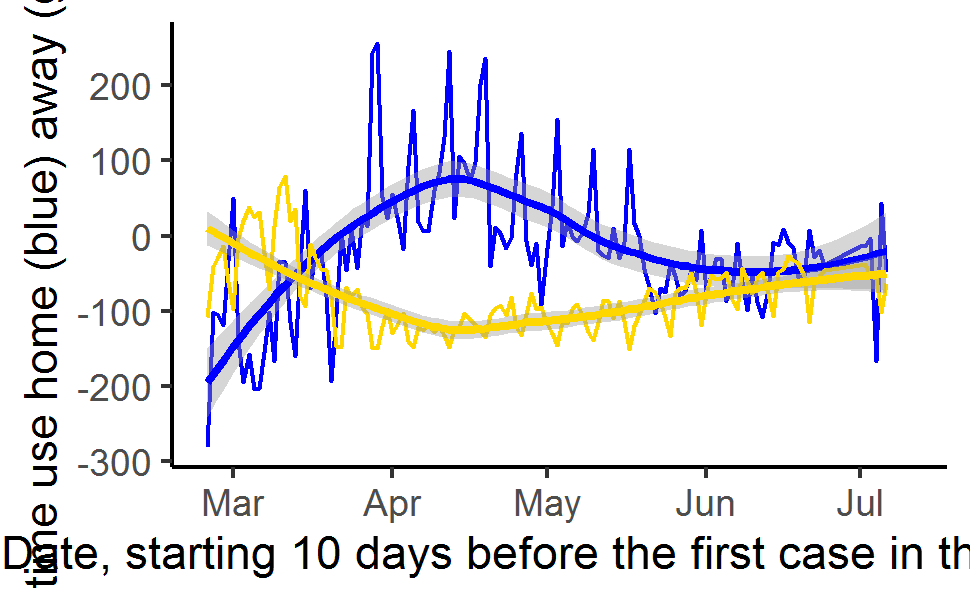 time use home (blue) away (
200
100
0
-100
-200
-300
Mar Apr May Jun Jul
Date, starting 10 days before the first case in th